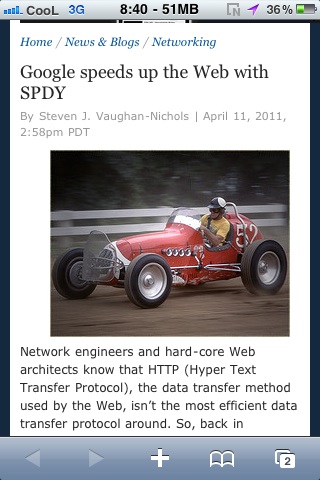 CooL 3G 8:40 - 51MB 36%
Home / News & Blogs / Networking
Google speeds up the Web with
SPDY
By Steven J. Vaughan-Nichols | April 11, 2011,
2:58pm PDT
52
Network engineers and hard-core Web
architects know that HTTP (Hyper Text
Transfer Protocol), the data transfer method
used by the Web, isn't the most efficient data
transfer protocol around. So, back in
2